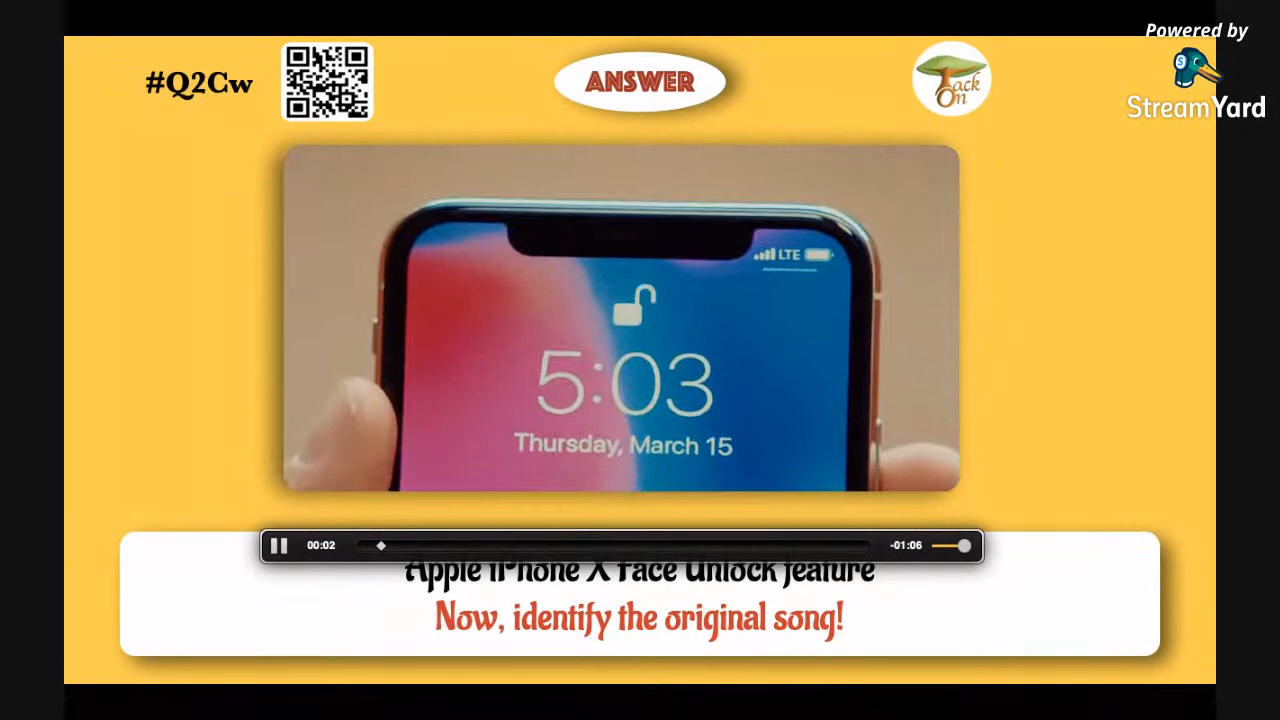 Powered by
#Q2Cw
ANSWER
Tack
On
S
StreamYard
LTE
5:03
Thursday, March 15
00:02
-01:06
Apple iPhone X Face Unlock feature
Now, identify the original song!